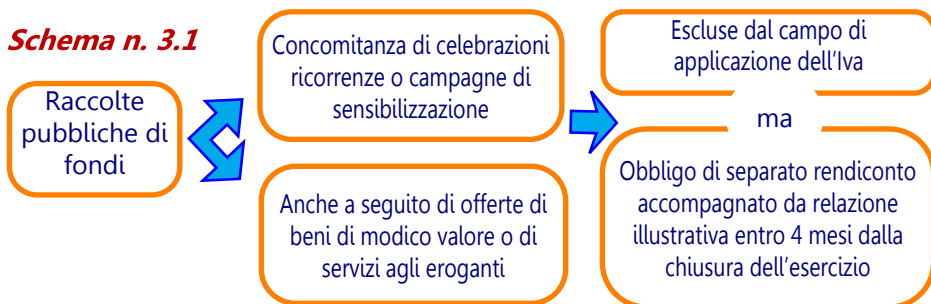 Schema n. 3.1
Raccolte
pubbliche di
fondi
Concomitanza di celebrazioni
ricorrenze o campagne di
sensibilizzazione
Anche a seguito di offerte di
beni di modico valore o di
servizi agli eroganti
Escluse dal campo di
applicazione dell'Iva
ma
Obbligo di separato rendiconto
accompagnato da relazione
illustrativa entro 4 mesi dalla
chiusura dell'esercizio